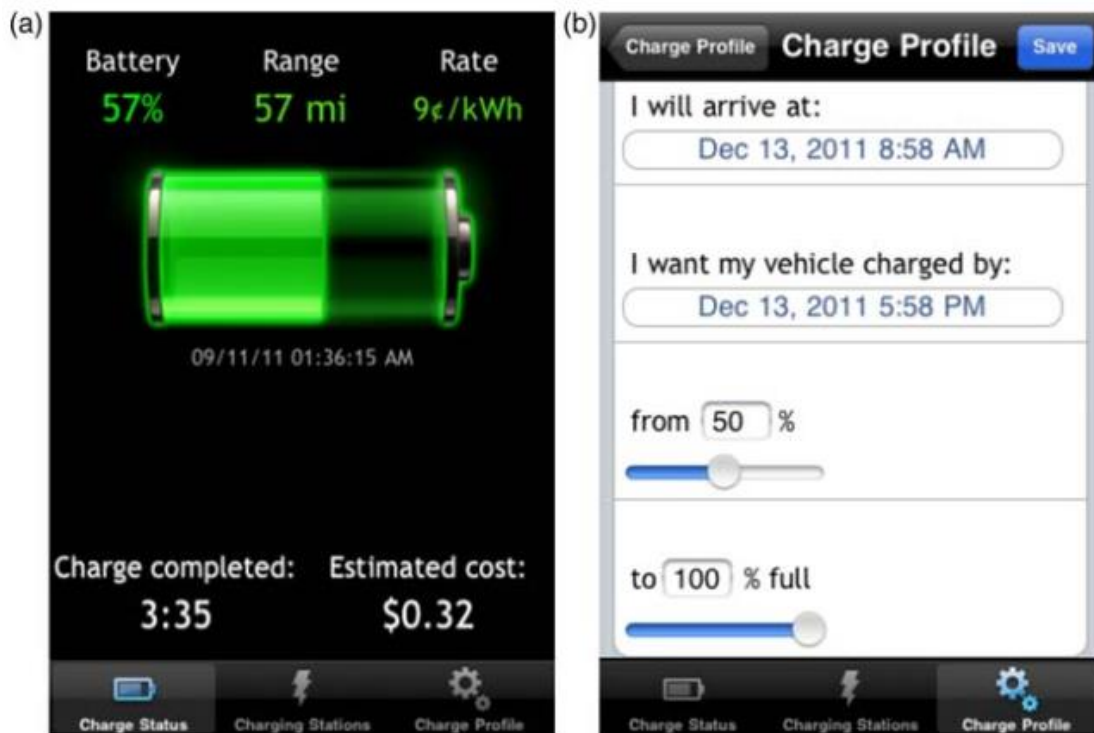 (a)
Battery Range Rate
57% 57 mi 9¢/kWh
09/11/11 01:36:15 AM
Charge completed: Estimated cost:
3:35 $0.32
Charge Status Charging Stations Charge Profile
(b)
Charge Profile Charge Profile Save
I will arrive at:
Dec 13, 2011 8:58 AM
I want my vehicle charged by:
Dec 13, 2011 5:58 PM
from 50 %
to 100 % full
Charge Status Charging Stations Charge Profile